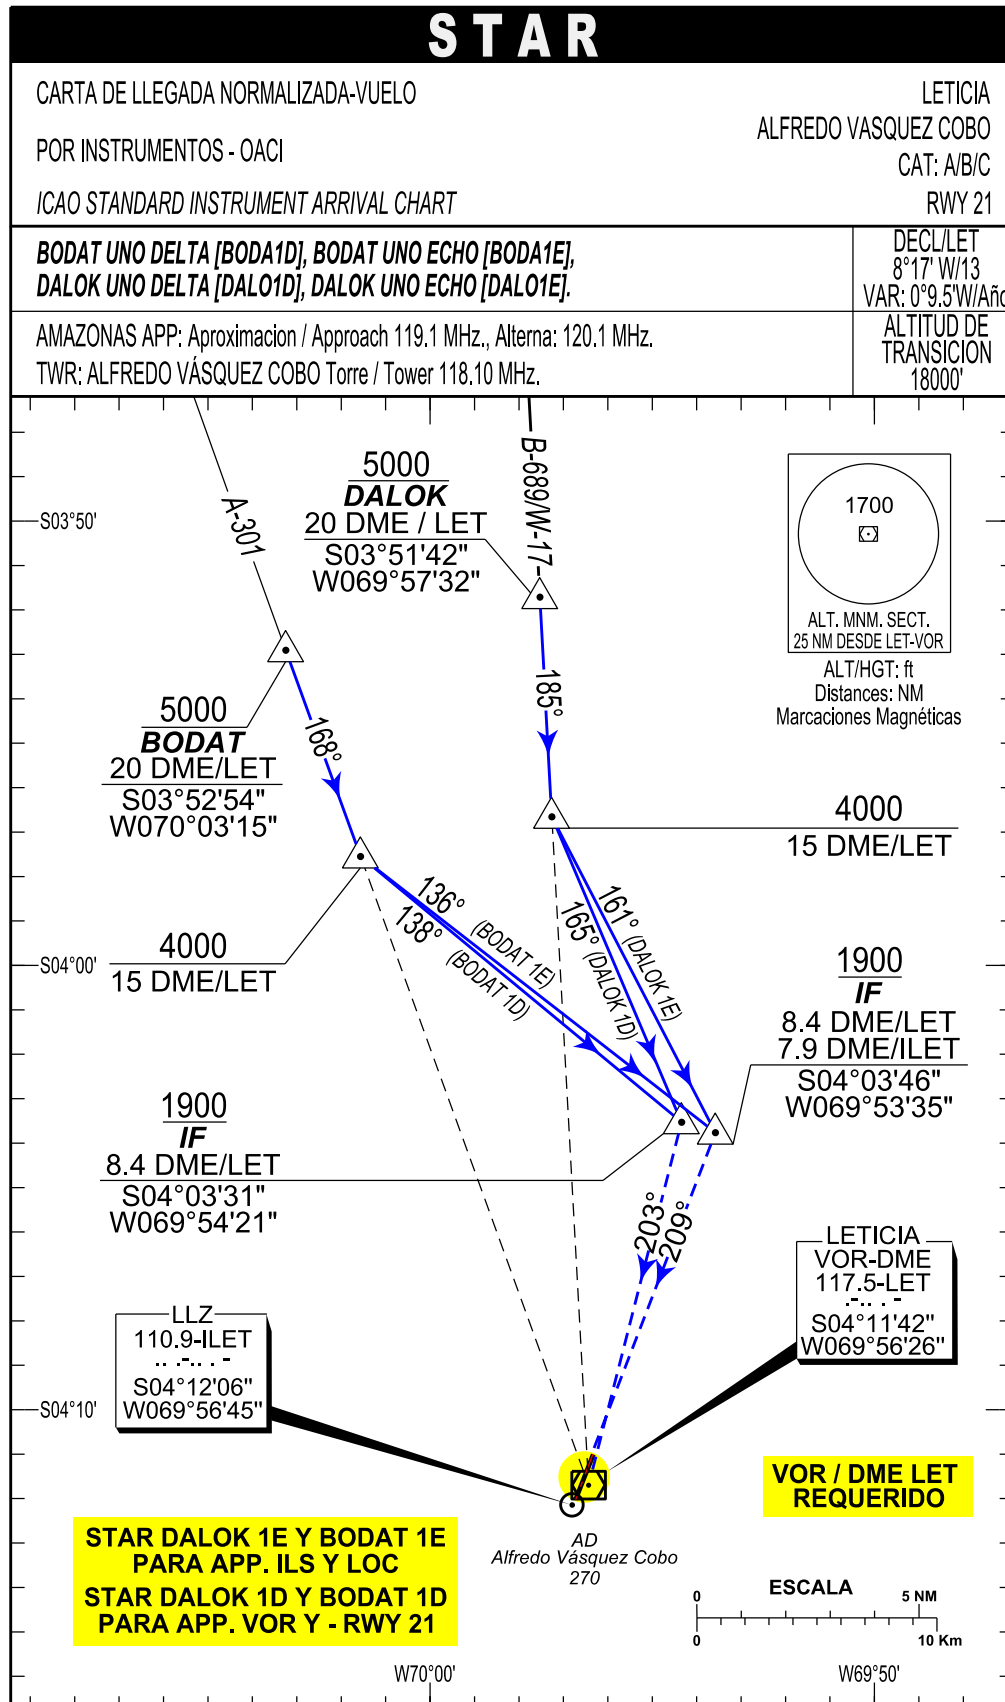 STAR
CARTA DE LLEGADA NORMALIZADA-VUELO
POR INSTRUMENTOS - OACI
ICAO STANDARD INSTRUMENT ARRIVAL CHART
LETICIA
ALFREDO VASQUEZ COBO
CAT: A/B/C
RWY 21
BODAT UNO DELTA [BODA1D], BODAT UNO ECHO [BODA1E],
DALOK UNO DELTA [DALO1D], DALOK UNO ECHO [DALO1E].
DECL/LET
8°17' W/13
VAR: 0°9.5'W/Año
AMAZONAS APP: Aproximacion / Approach 119.1 MHz., Alterna: 120.1 MHz.
TWR: ALFREDO VÁSQUEZ COBO Torre / Tower 118.10 MHz.
ALTITUD DE
TRANSICION
18000'
A-301
B-689/W-17
5000
DALOK
20 DME / LET
S03°51'42"
W069°57'32"
S03°50'
1700
ALT. MNM. SECT.
25 NM DESDE LET-VOR
ALT/HGT: ft
Distances: NM
Marcaciones Magnéticas
5000
BODAT
20 DME/LET
S03°52'54"
W070°03'15"
168°
185°
4000
15 DME/LET
136° (BODAT 1E)
138° (BODAT 1D)
161° (DALOK 1E)
165° (DALOK 1D)
4000
15 DME/LET
S04°00'
1900
IF
8.4 DME/LET
7.9 DME/ILET
S04°03'46"
W069°53'35"
1900
IF
8.4 DME/LET
S04°03'31"
W069°54'21"
203°
209°
LETICIA
VOR-DME
117.5-LET
.-.. . -
S04°11'42"
W069°56'26"
LLZ
110.9-ILET
.. .-.. . -
S04°12'06"
W069°56'45"
S04°10'
VOR / DME LET
REQUERIDO
AD
Alfredo Vásquez Cobo
270
STAR DALOK 1E Y BODAT 1E
PARA APP. ILS Y LOC
STAR DALOK 1D Y BODAT 1D
PARA APP. VOR Y - RWY 21
ESCALA
0 5 NM
0 10 Km
W70°00'
W69°50'